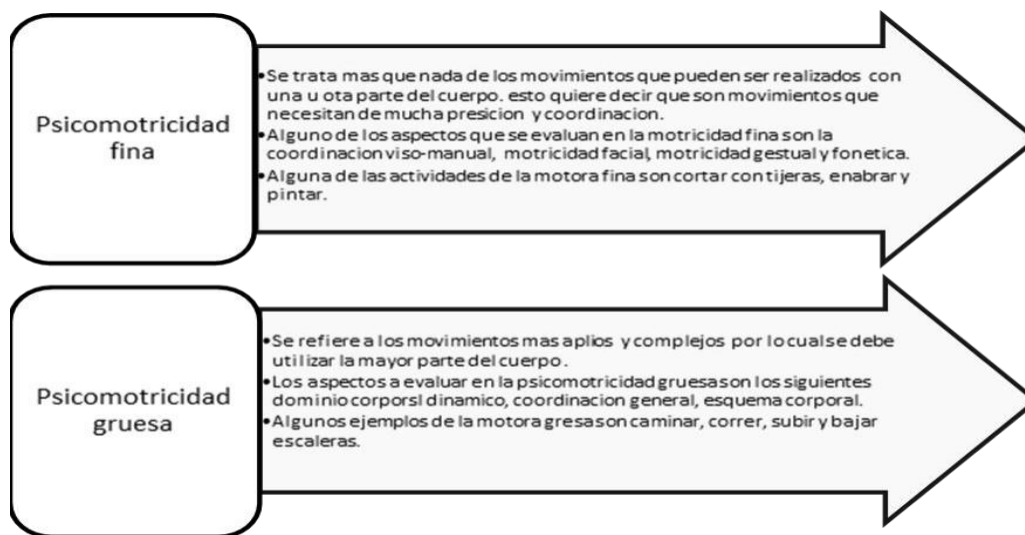 Psicomotricidad
fina
•Se trata mas que nada de los movimientos que pueden ser realizados con
una u ota parte del cuerpo. esto quiere decir que son movimientos que
necesitan de mucha presicion y coordinacion.
•Alguno de los aspectos que se evaluan en la motricidad fina son la
coordinacion viso-manual, motricidad facial, motricidad gestual y fonetica.
•Alguna de las actividades de la motora fina son cortar con tijeras, enabrar y
pintar.
Psicomotricidad
gruesa
•Se refiere a los movimientos mas aplios y complejos por lo cual se debe
utilizar la mayor parte del cuerpo.
•Los aspectos a evaluar en la psicomotricidad gruesa son los siguientes
dominio corporsl dinamico, coordinacion general, esquema corporal.
•Algunos ejemplos de la motora gresa son caminar, correr, subir y bajar
escaleras.